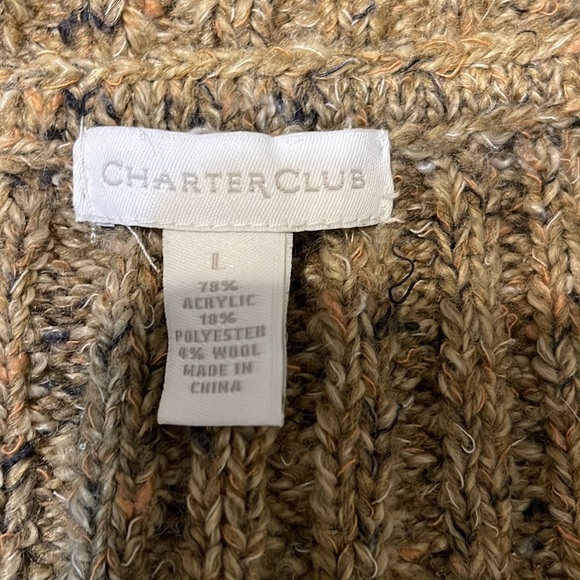 CHARTER CLUB
L
78%
ACRYLIC
18%
POLYESTER
4% WOOL
MADE IN
CHINA